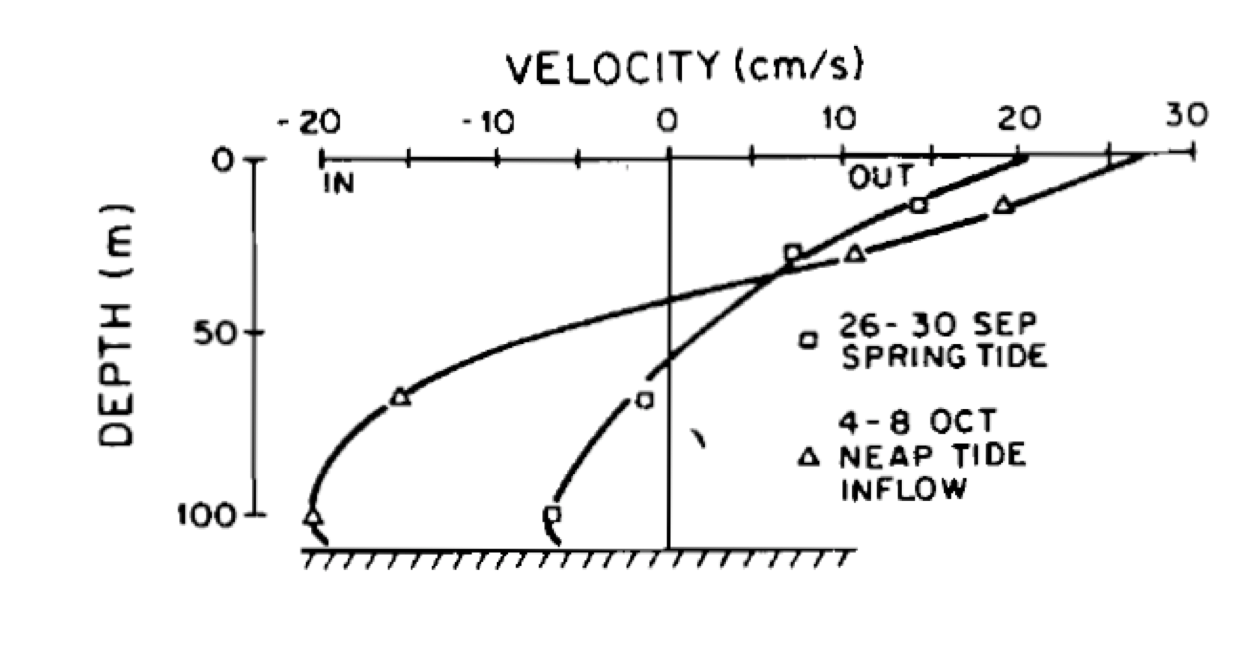 VELOCITY (cm/s)
-20 -10 0 10 20 30
0
IN OUT
DEPTH (m)
50
26-30 SEP
SPRING TIDE
4-8 OCT
NEAP TIDE
INFLOW
100